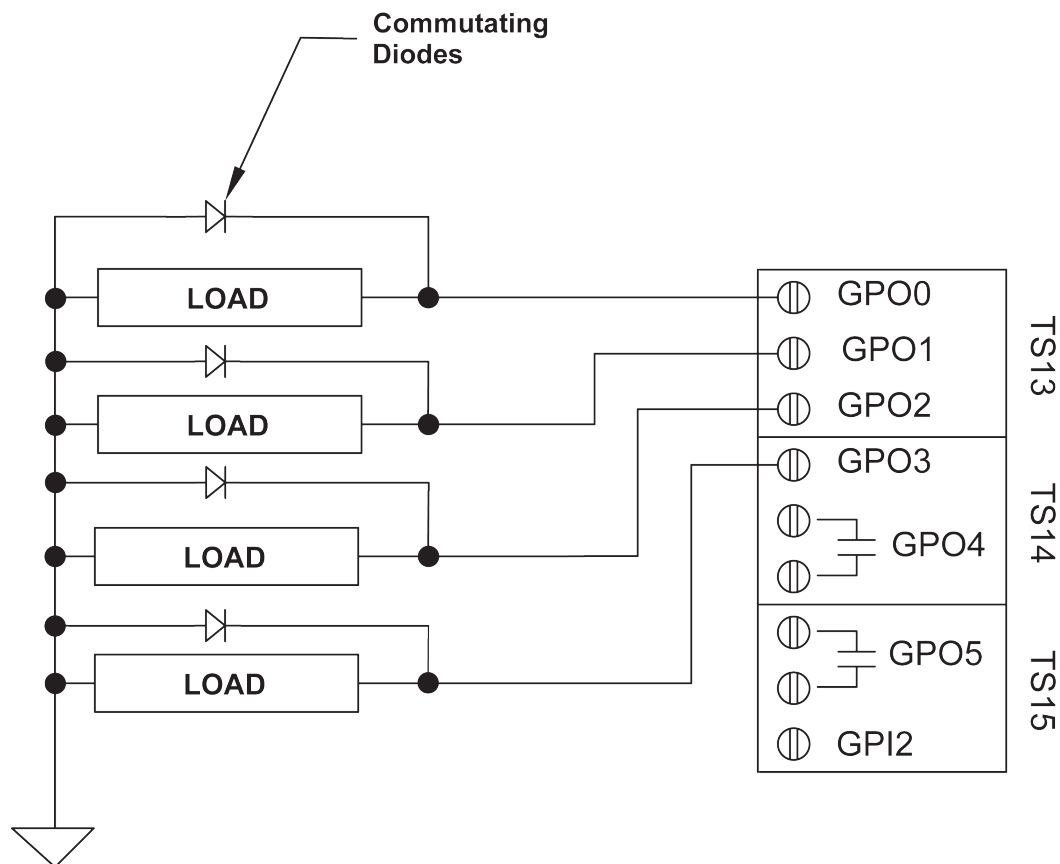 Commutating
Diodes
LOAD
LOAD
LOAD
LOAD
GPO0
GPO1
GPO2
TS13
GPO3
GPO4
TS14
GPO5
GPI2
TS15